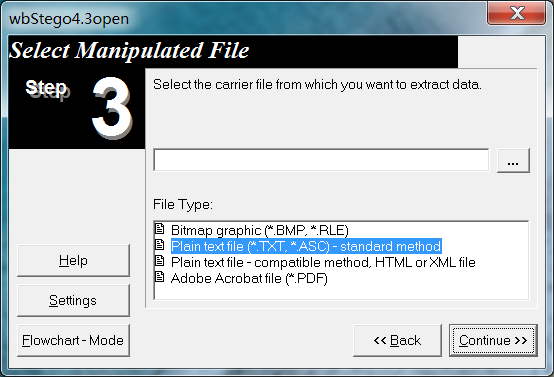 wbStego4.3open
Select Manipulated File
Step 3
Select the carrier file from which you want to extract data.
...
File Type:
Bitmap graphic (*.BMP, *.RLE)
Plain text file (*.TXT, *.ASC) - standard method
Plain text file - compatible method, HTML or XML file
Adobe Acrobat file (*.PDF)
Help
Settings
Flowchart - Mode
<< Back
Continue >>